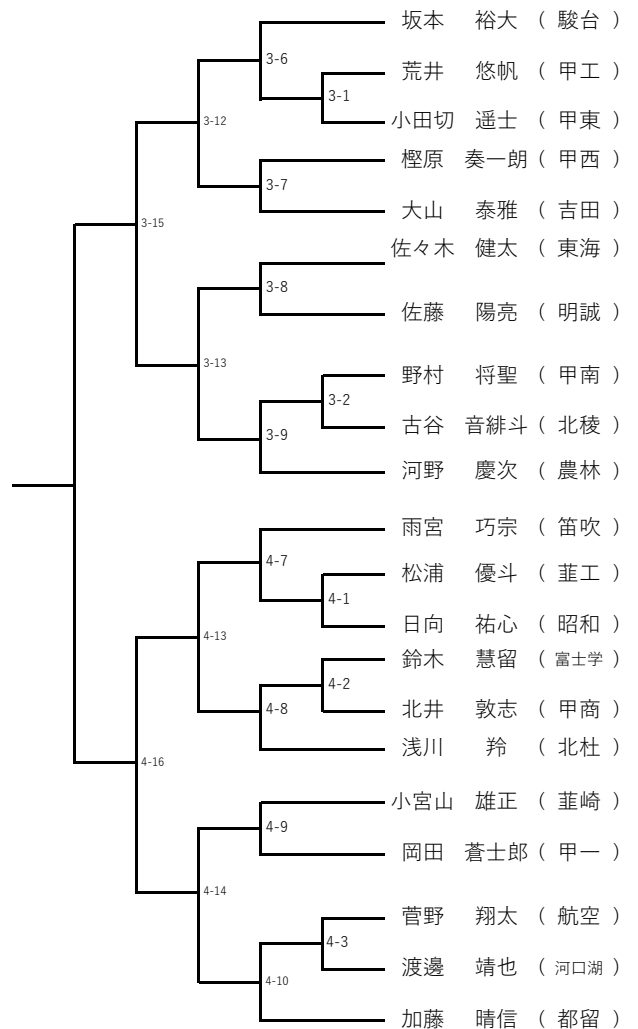 坂本 裕大 （ 駿台 ）
3-6
荒井 悠帆 （ 甲工 ）
3-1
小田切 遥士 （ 甲東 ）
3-12
樫原 奏一朗 （ 甲西 ）
3-7
大山 泰雅 （ 吉田 ）
3-15
佐々木 健太 （ 東海 ）
3-8
佐藤 陽亮 （ 明誠 ）
3-13
野村 将聖 （ 甲南 ）
3-2
古谷 音緋斗 （ 北稜 ）
3-9
河野 慶次 （ 農林 ）
雨宮 巧宗 （ 笛吹 ）
4-7
松浦 優斗 （ 韮工 ）
4-1
日向 祐心 （ 昭和 ）
4-13
鈴木 慧留 （ 富士学 ）
4-2
北井 敦志 （ 甲商 ）
4-8
浅川 羚 （ 北杜 ）
4-16
小宮山 雄正 （ 韮崎 ）
4-9
岡田 蒼士郎 （ 甲一 ）
4-14
菅野 翔太 （ 航空 ）
4-3
渡邊 靖也 （ 河口湖 ）
4-10
加藤 晴信 （ 都留 ）